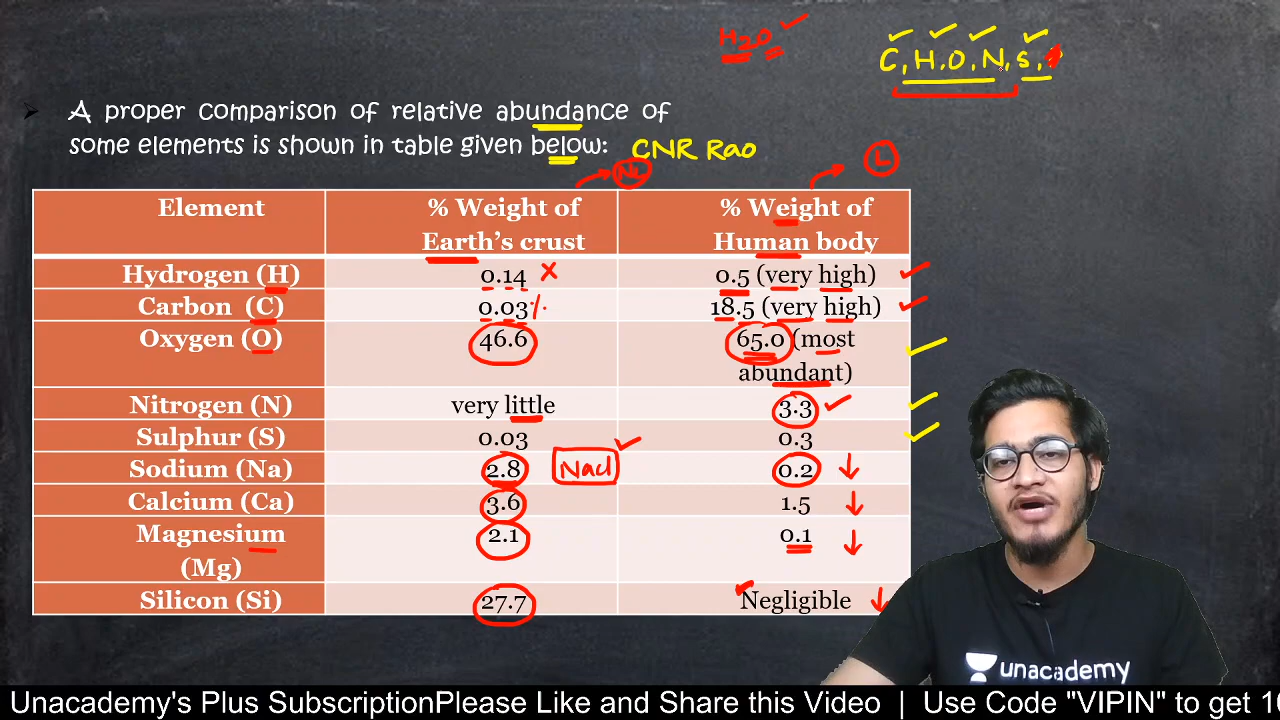 H2O
C, H, O, N, S,
A proper comparison of relative abundance of
some elements is shown in table given below: CNR Rao
NL
L
Element % Weight of Earth's crust % Weight of Human body
Hydrogen (H) 0.14 0.5 (very high)
Carbon (C) 0.03 18.5 (very high)
Oxygen (O) 46.6 65.0 (most abundant)
Nitrogen (N) very little 3.3
Sulphur (S) 0.03 0.3
Sodium (Na) 2.8 NaCl 0.2
Calcium (Ca) 3.6 1.5
Magnesium (Mg) 2.1 0.1
Silicon (Si) 27.7 Negligible
unacademy
Unacademy's Plus SubscriptionPlease Like and Share this Video | Use Code "VIPIN" to get 1